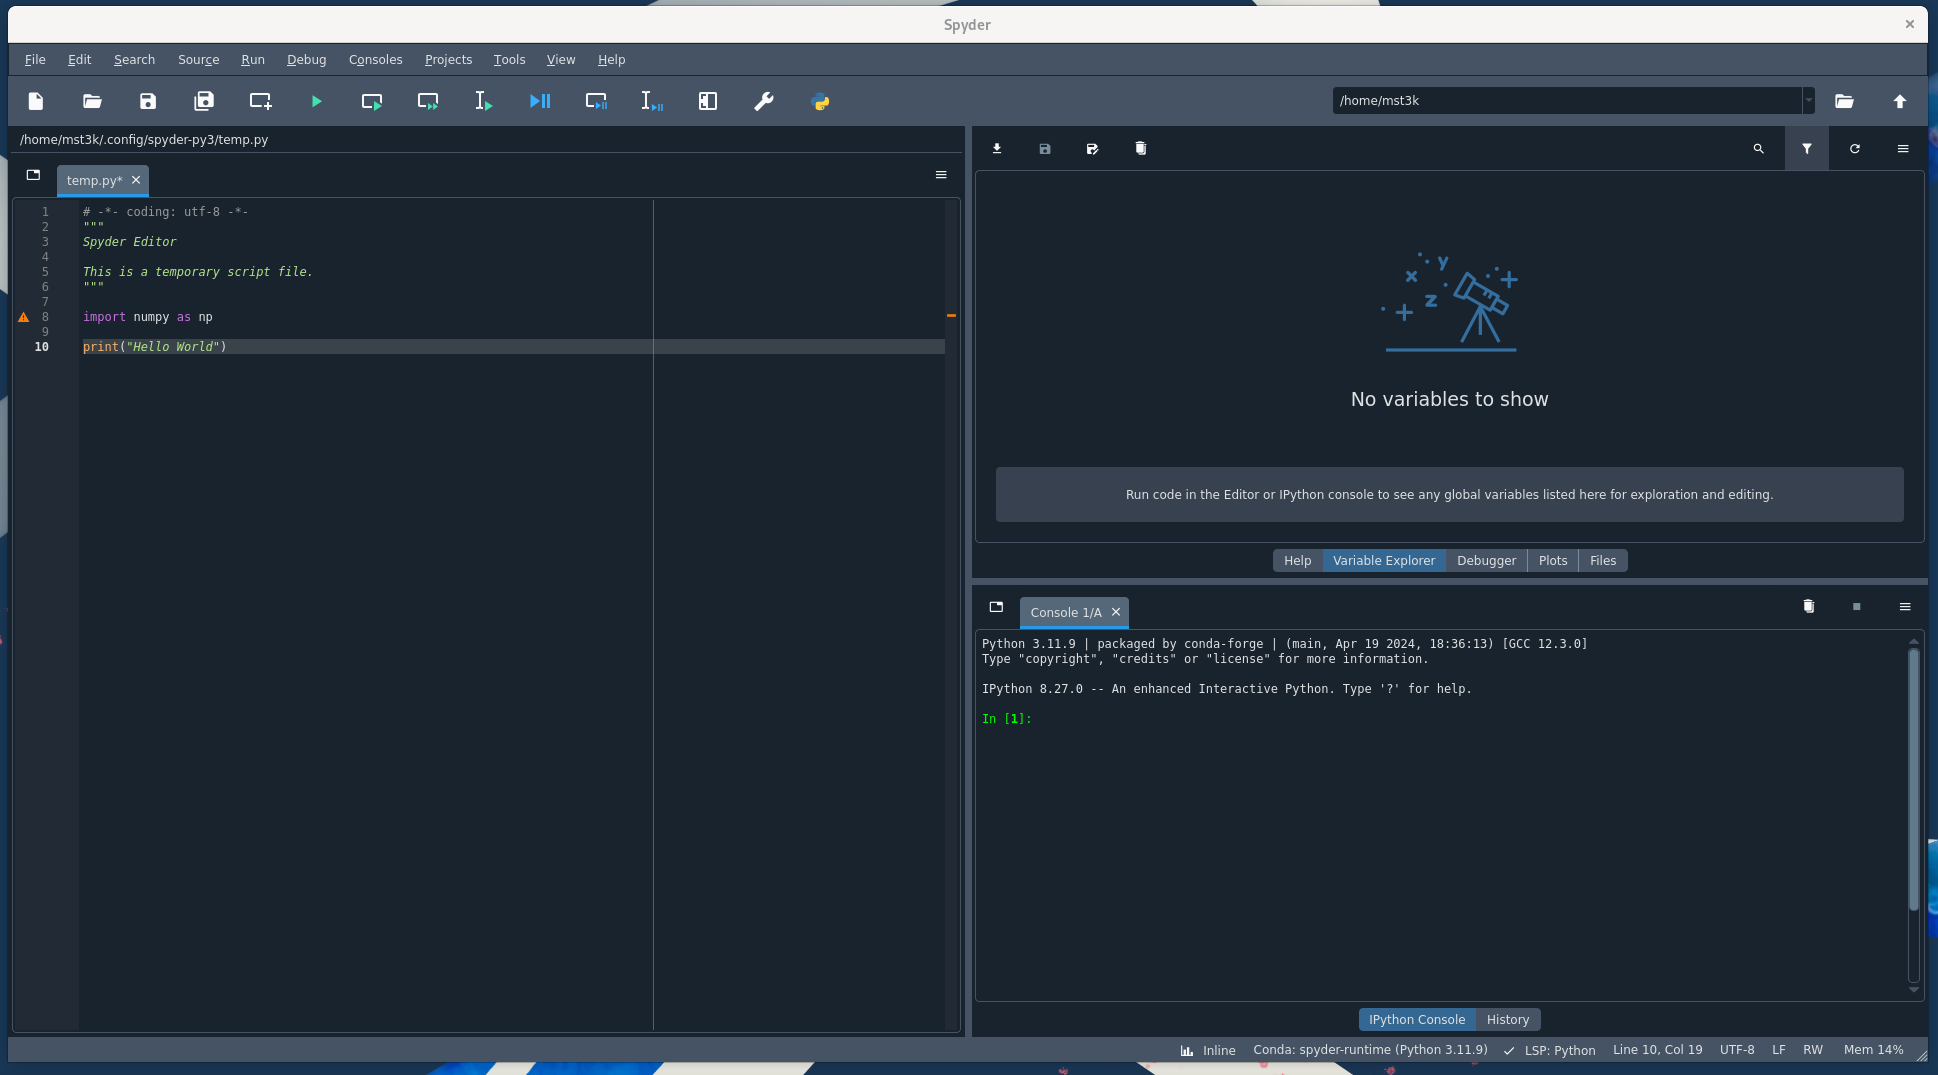 Spyder
File Edit Search Source Run Debug Consoles Projects Tools View Help
/home/mst3k
/home/mst3k/.config/spyder-py3/temp.py
temp.py*
1 # -*- coding: utf-8 -*-
2 """
3 Spyder Editor
4
5 This is a temporary script file.
6 """
7
8 import numpy as np
9
10 print("Hello World")
x y z
No variables to show
Run code in the Editor or IPython console to see any global variables listed here for exploration and editing.
Help Variable Explorer Debugger Plots Files
Console 1/A
Python 3.11.9 | packaged by conda-forge | (main, Apr 19 2024, 18:36:13) [GCC 12.3.0]
Type "copyright", "credits" or "license" for more information.
IPython 8.27.0 -- An enhanced Interactive Python. Type '?' for help.
In [1]:
IPython Console History
Inline Conda: spyder-runtime (Python 3.11.9) LSP: Python Line 10, Col 19 UTF-8 LF RW Mem 14%